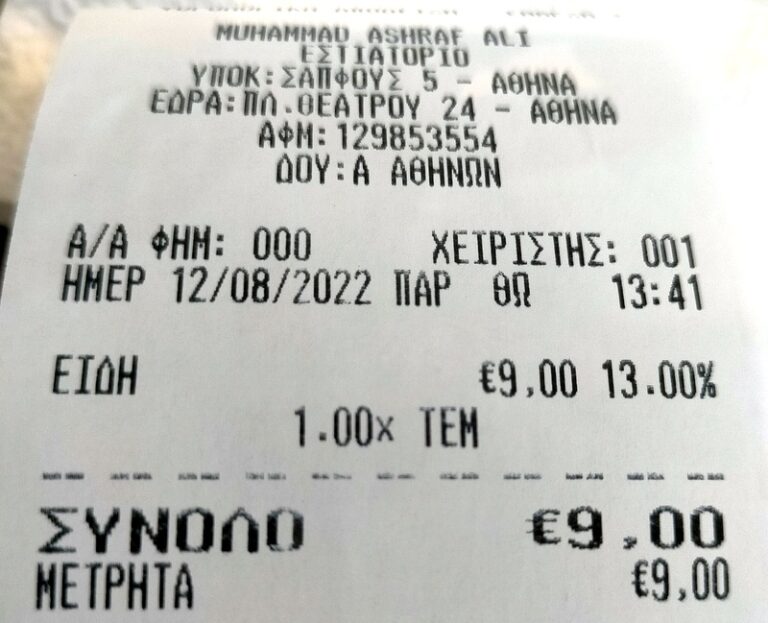 MUHAMMAD ASHRAF ALI
ΕΣΤΙΑΤΟΡΙΟ
ΥΠΟΚ:ΣΑΠΦΟΥΣ 5 - ΑΘΗΝΑ
ΕΔΡΑ:ΠΛ.ΘΕΑΤΡΟΥ 24 - ΑΘΗΝΑ
ΑΦΜ:129853554
ΔΟΥ:Α ΑΘΗΝΩΝ
Α/Α ΦΗΜ: 000 ΧΕΙΡΙΣΤΗΣ: 001
ΗΜΕΡ 12/08/2022 ΠΑΡ ΘΩ 13:41
ΕΙΔΗ €9,00 13.00%
1.00x ΤΕΜ
ΣΥΝΟΛΟ €9,00
ΜΕΤΡΗΤΑ €9,00